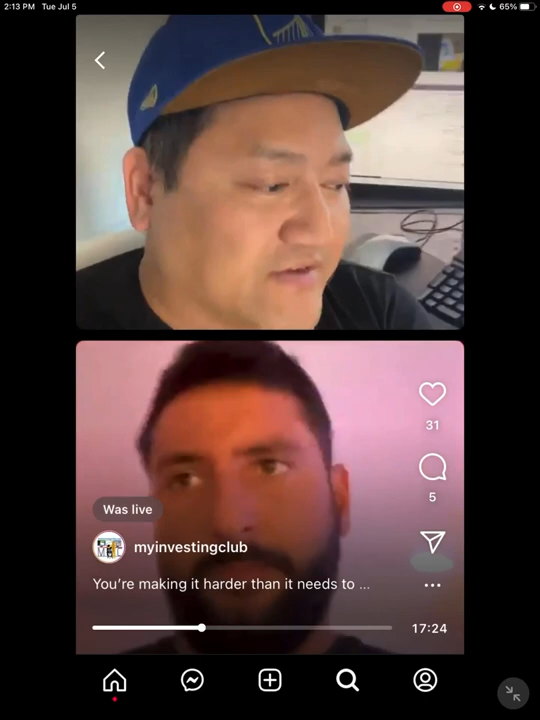 2:13 PM Tue Jul 5
65%
31
5
Was live
myinvestingclub
You're making it harder than it needs to ...
17:24